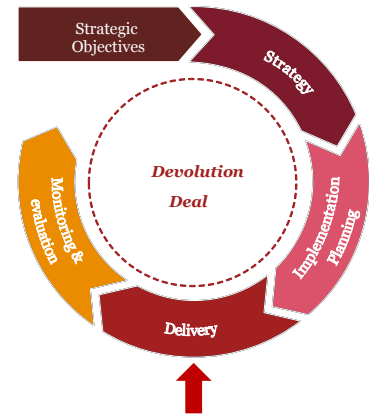 Strategic
Objectives
Strategy
Implementation
Planning
Delivery
Monitoring &
evaluation
Devolution
Deal